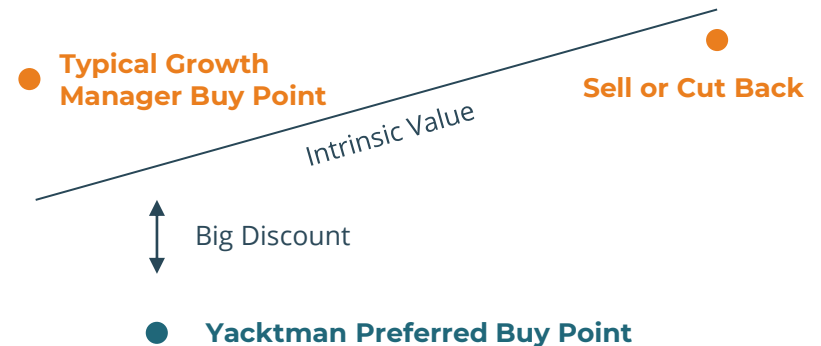 Typical Growth
Manager Buy Point
Sell or Cut Back
Intrinsic Value
Big Discount
Yacktman Preferred Buy Point